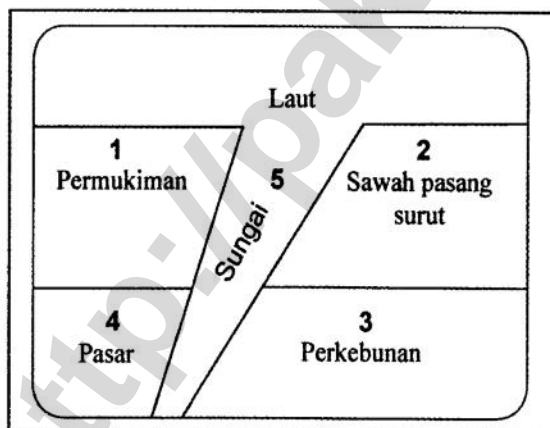 Laut
1
Permukiman
2
Sawah pasang
surut
5
Sungai
4
Pasar
3
Perkebunan